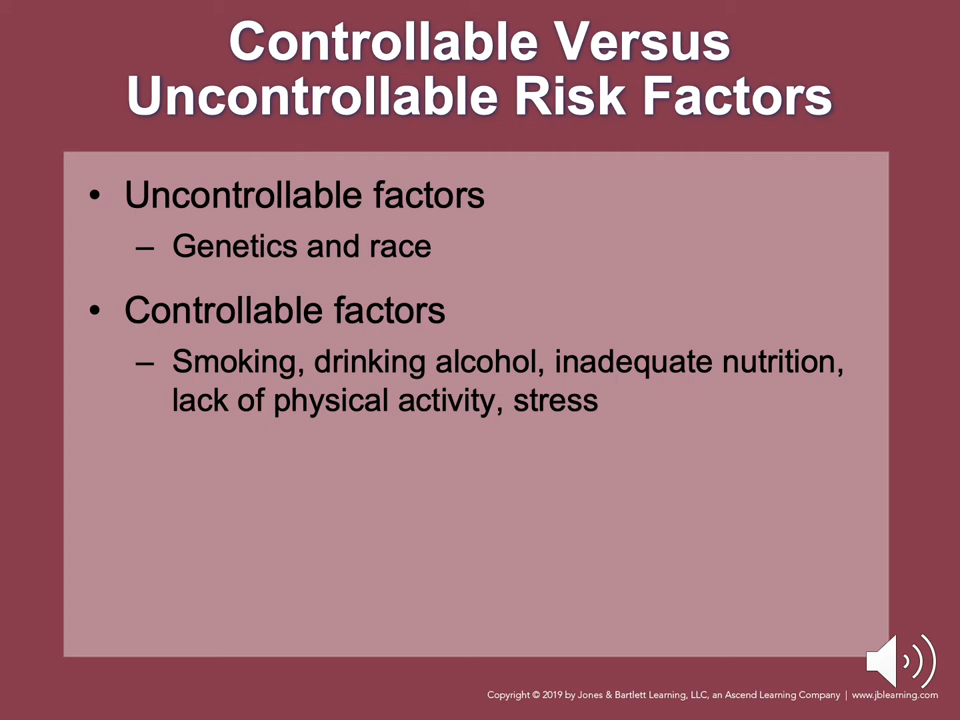 Controllable Versus
Uncontrollable Risk Factors
• Uncontrollable factors
– Genetics and race
• Controllable factors
– Smoking, drinking alcohol, inadequate nutrition,
lack of physical activity, stress
Copyright © 2019 by Jones & Bartlett Learning, LLC, an Ascend Learning Company | www.jblearning.com